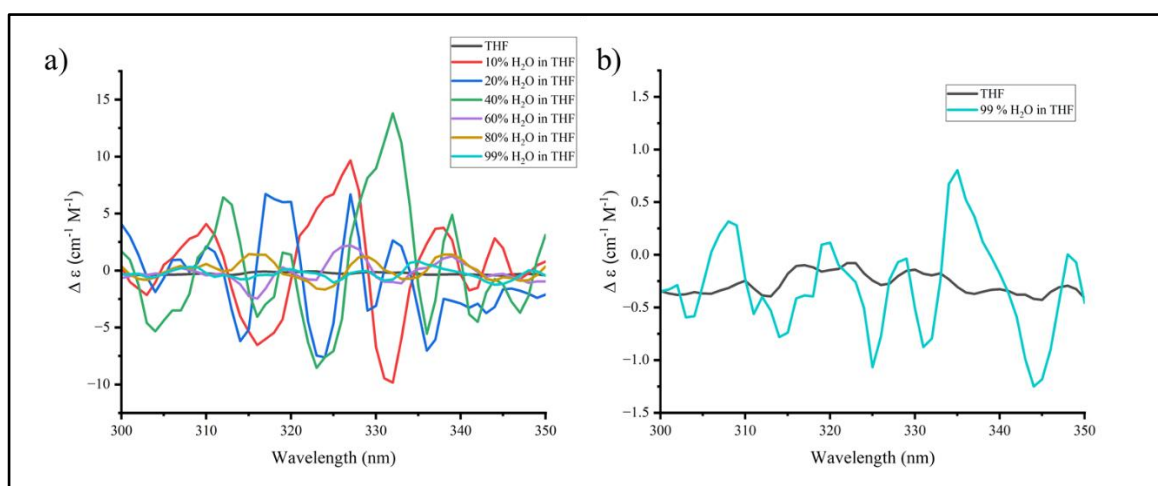 a)
THF
10% H₂O in THF
20% H₂O in THF
40% H₂O in THF
60% H₂O in THF
80% H₂O in THF
99% H₂O in THF
15
10
5
0
−5
−10
Δ ε (cm⁻¹ M⁻¹)
300
310
320
330
340
350
Wavelength (nm)
b)
THF
99 % H₂O in THF
1.5
1.0
0.5
0.0
−0.5
−1.0
−1.5
Δ ε (cm⁻¹ M⁻¹)
300
310
320
330
340
350
Wavelength (nm)